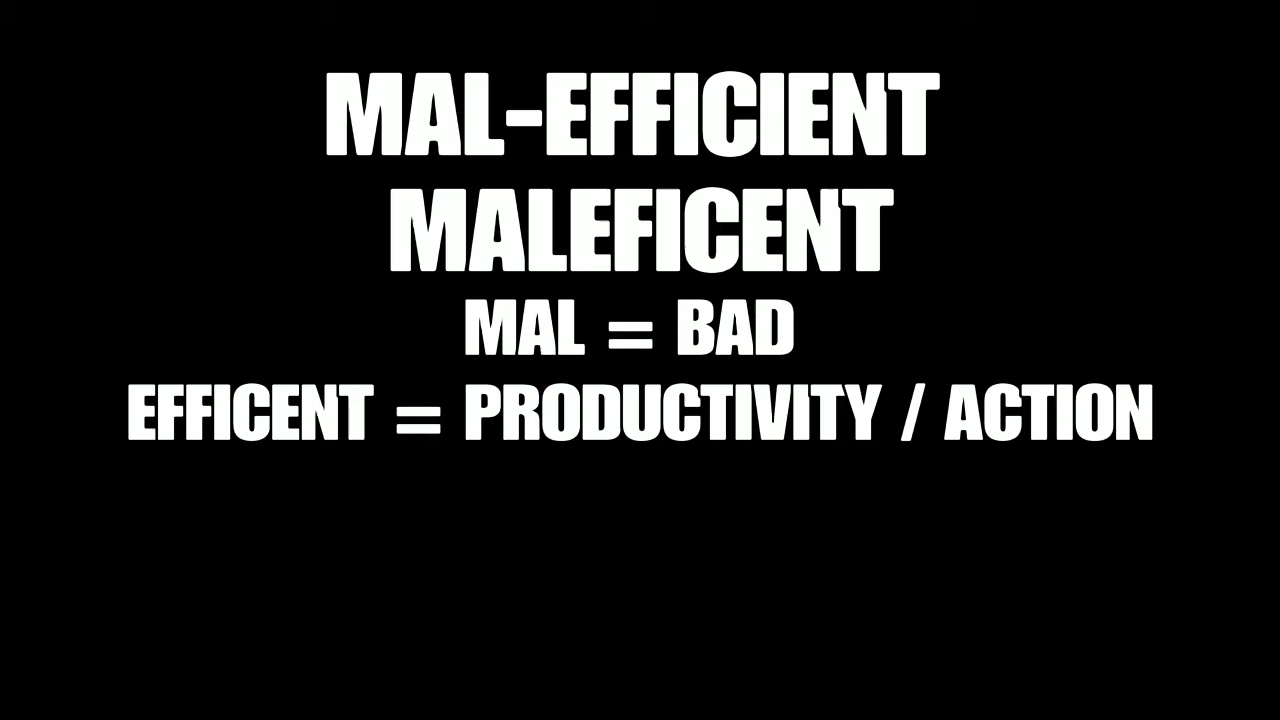 MAL-EFFICIENT
MALEFICENT
MAL = BAD
EFFICENT = PRODUCTIVITY / ACTION